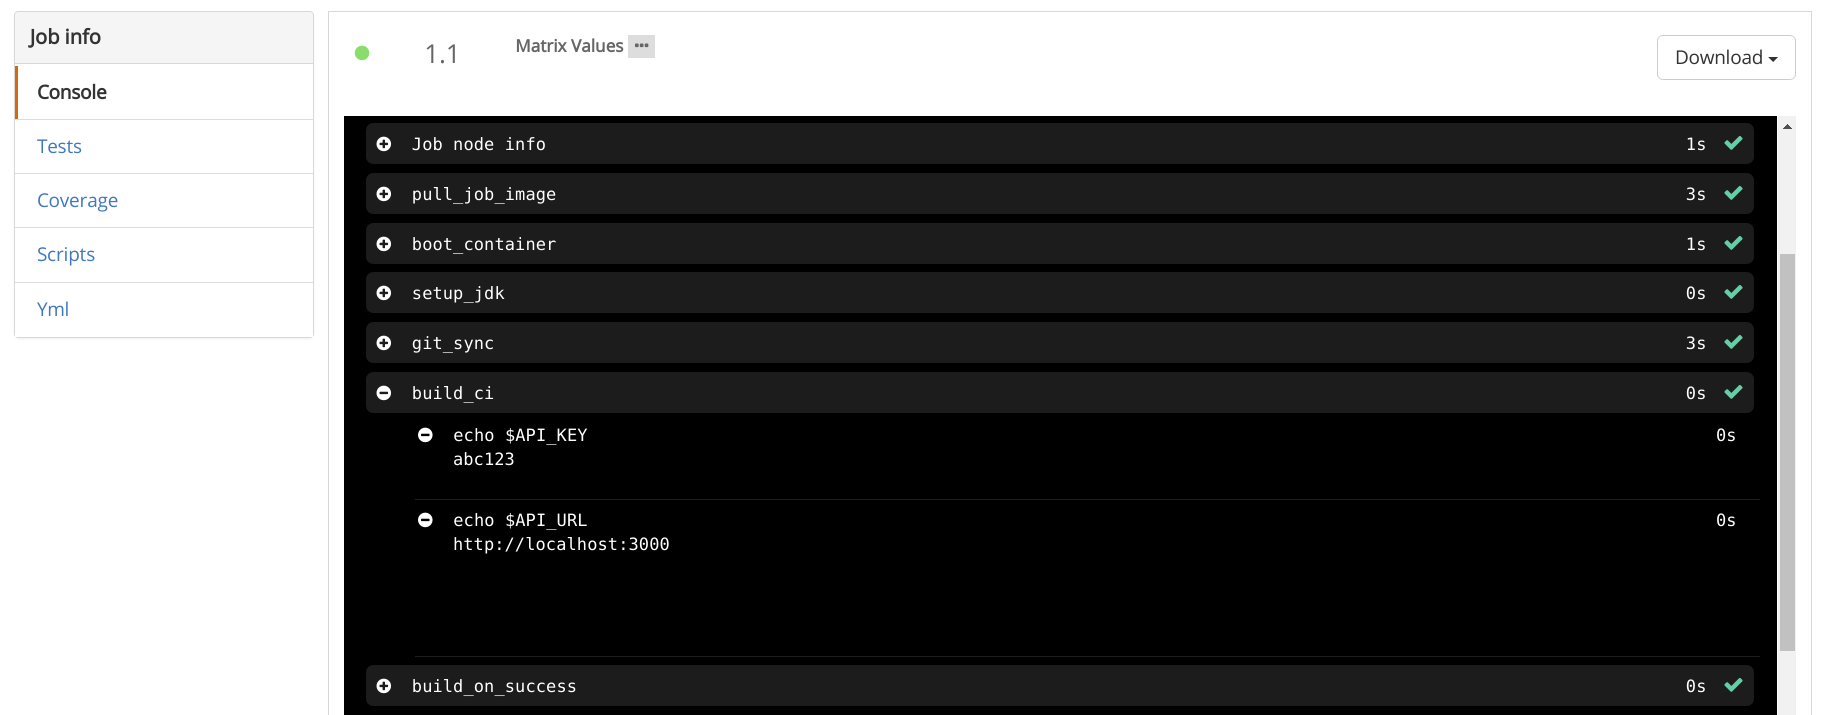 Job info
Console
Tests
Coverage
Scripts
Yml
1.1
Matrix Values
Download
Job node info 1s
pull_job_image 3s
boot_container 1s
setup_jdk 0s
git_sync 3s
build_ci 0s
echo $API_KEY 0s
abc123
echo $API_URL 0s
http://localhost:3000
build_on_success 0s